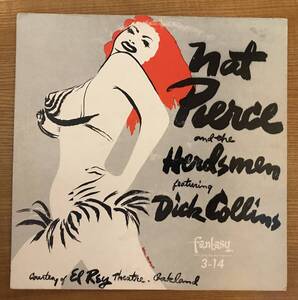 Nat
Pierce
and the
Herdsmen
featuring
Dick Collins
fantasy
3-14
Courtesy of El Rey Theatre - Oakland